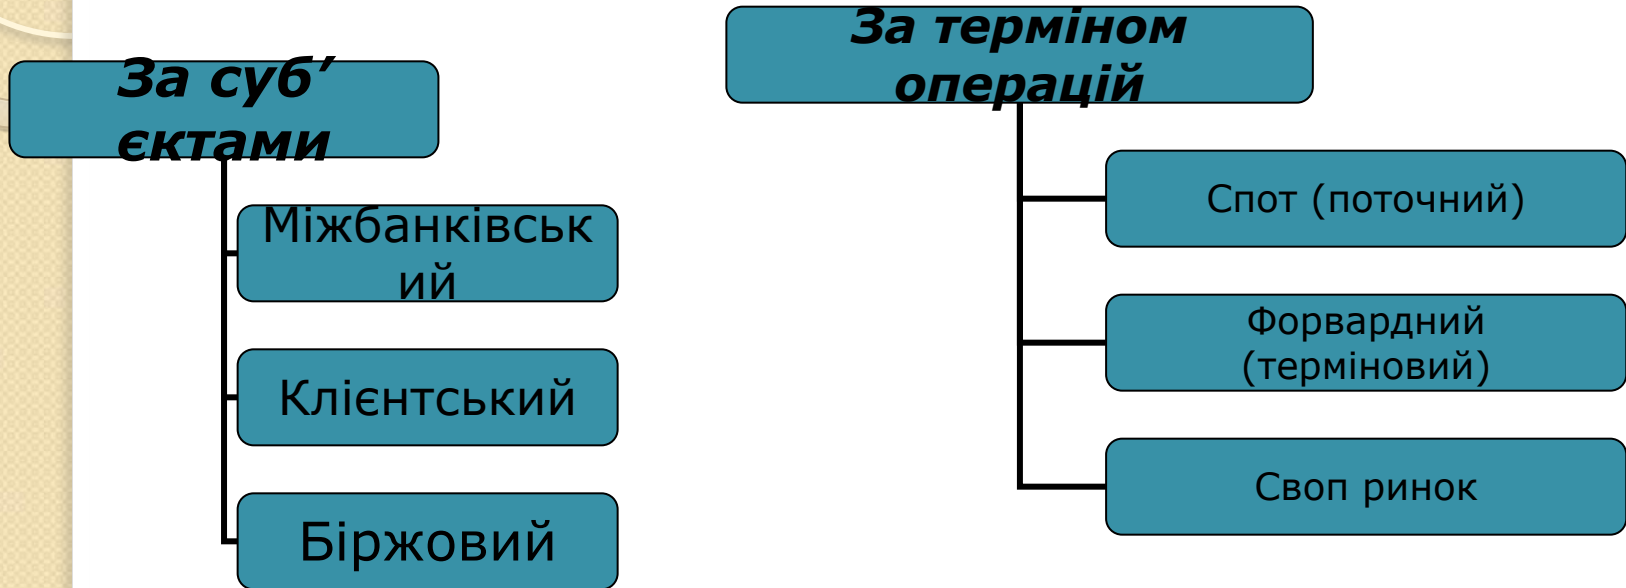 За суб’
єктами
Міжбанківськ
ий
Клієнтський
Біржовий
За терміном
операцій
Спот (поточний)
Форвардний
(терміновий)
Своп ринок